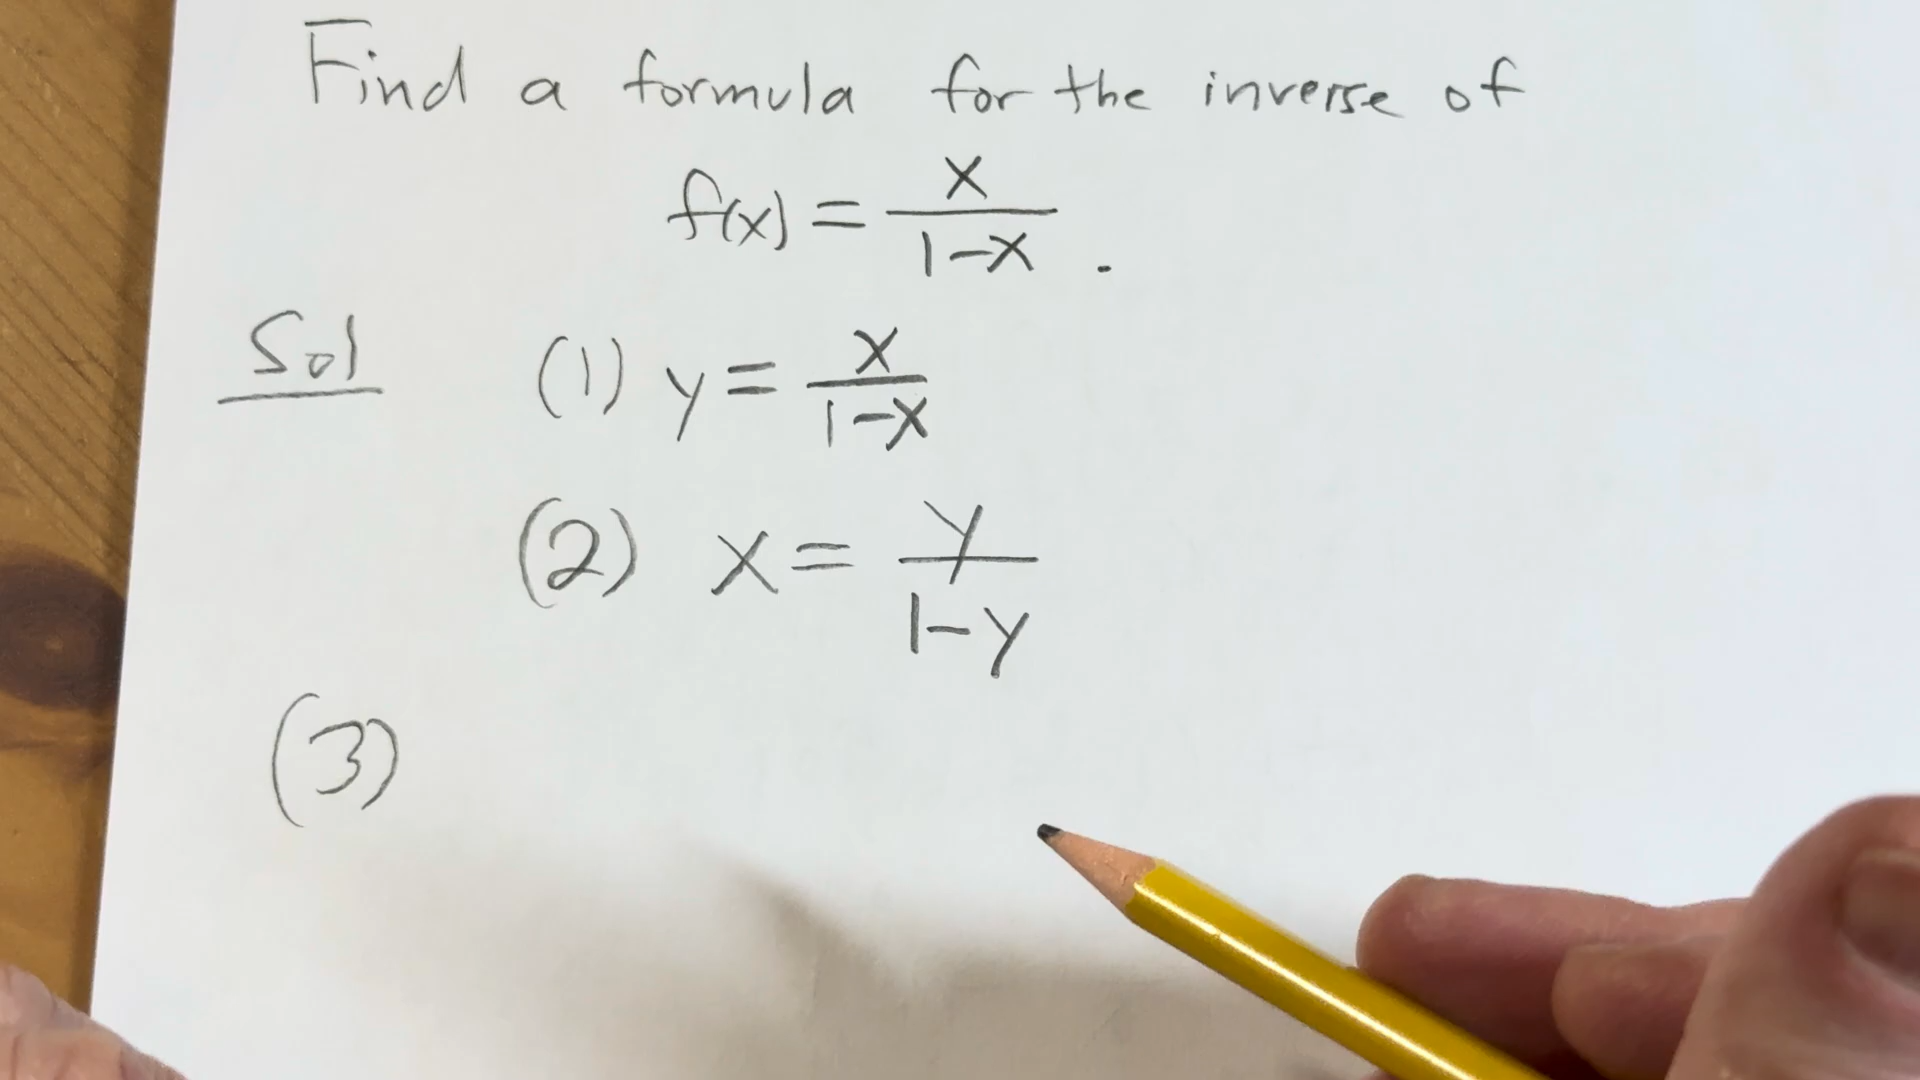 Find a formula for the inverse of
f(x) = x/(1-x) .
Sol (1) y = x/(1-x)
(2) x = y/(1-y)
(3)